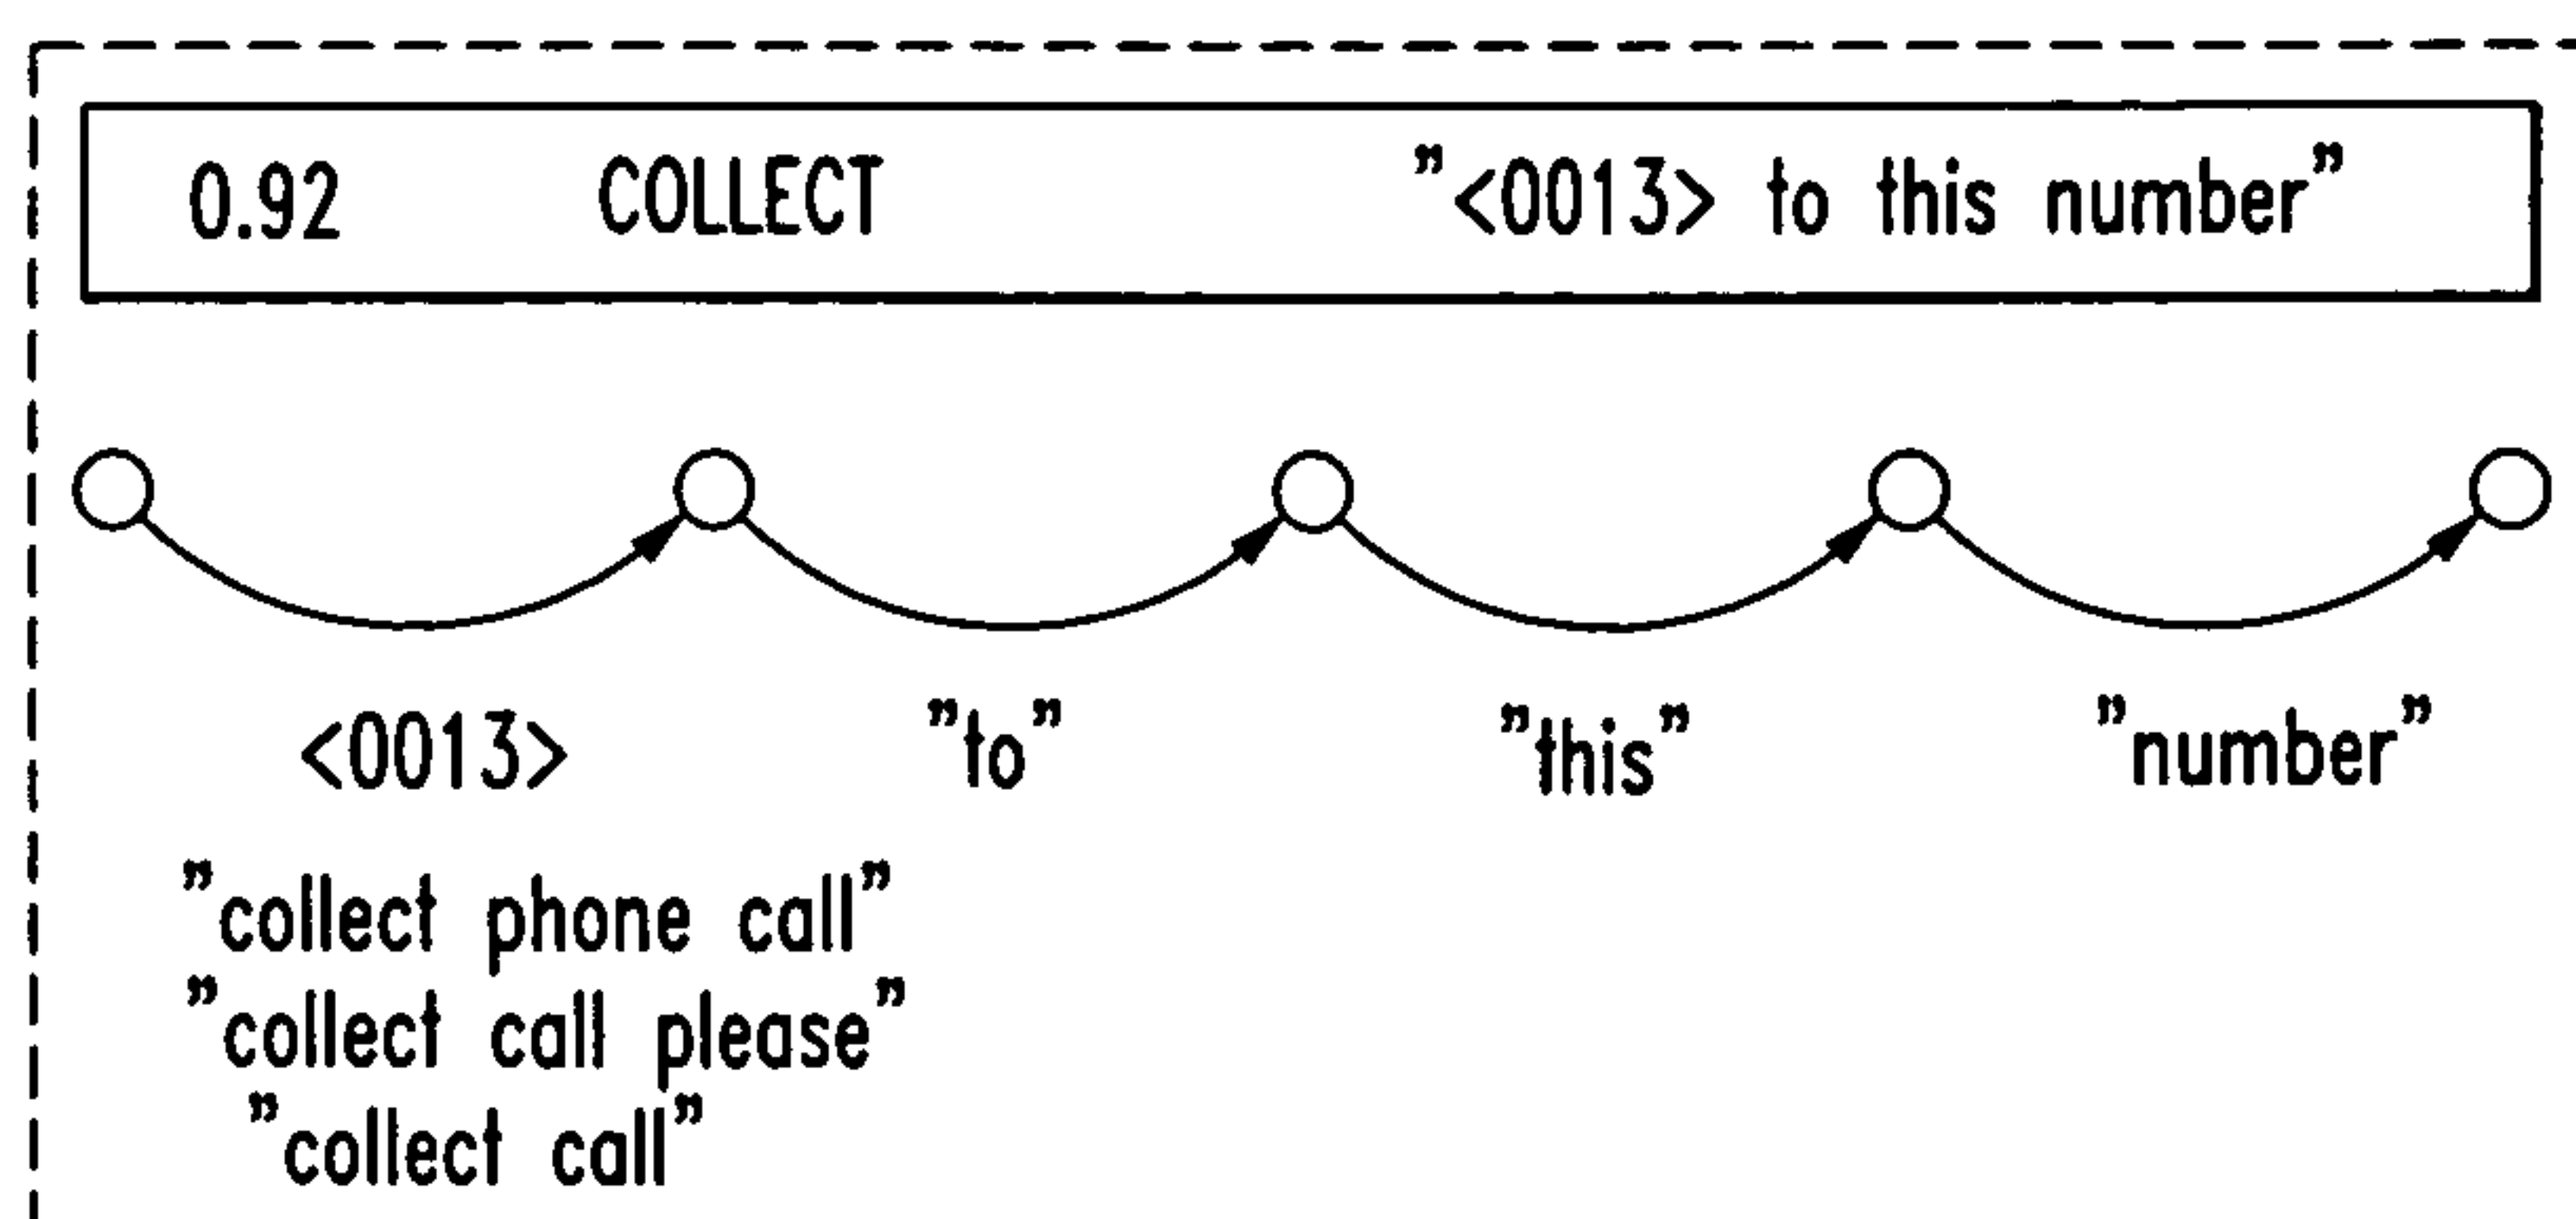 0.92 COLLECT "<0013> to this number"
<0013> "to" "this" "number"
"collect phone call"
"collect call please"
"collect call"